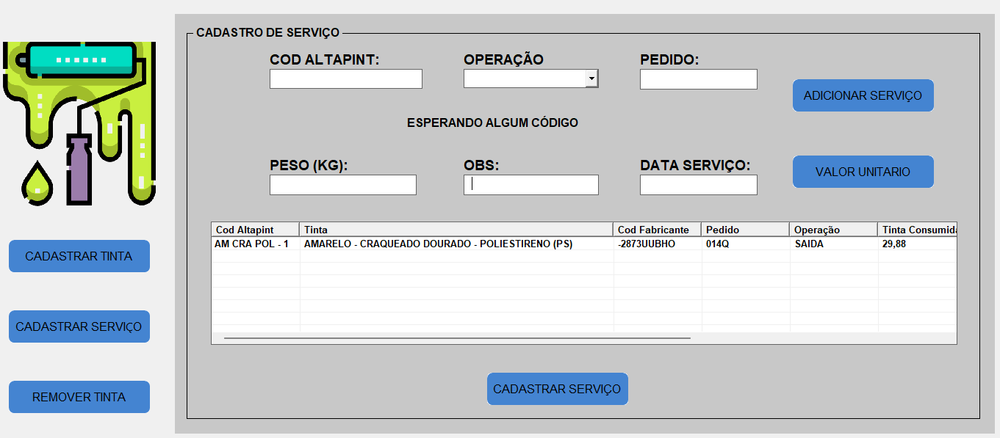 CADASTRO DE SERVIÇO
COD ALTAPINT:
OPERAÇÃO
PEDIDO:
ADICIONAR SERVIÇO
ESPERANDO ALGUM CÓDIGO
PESO (KG):
OBS:
DATA SERVIÇO:
VALOR UNITARIO
Cod Altapint Tinta Cod Fabricante Pedido Operação Tinta Consumida
AM CRA POL - 1 AMARELO - CRAQUEADO DOURADO - POLIESTIRENO (PS) -2873UUBHO 014Q SAIDA 29,88
CADASTRAR TINTA
CADASTRAR SERVIÇO
REMOVER TINTA
CADASTRAR SERVIÇO